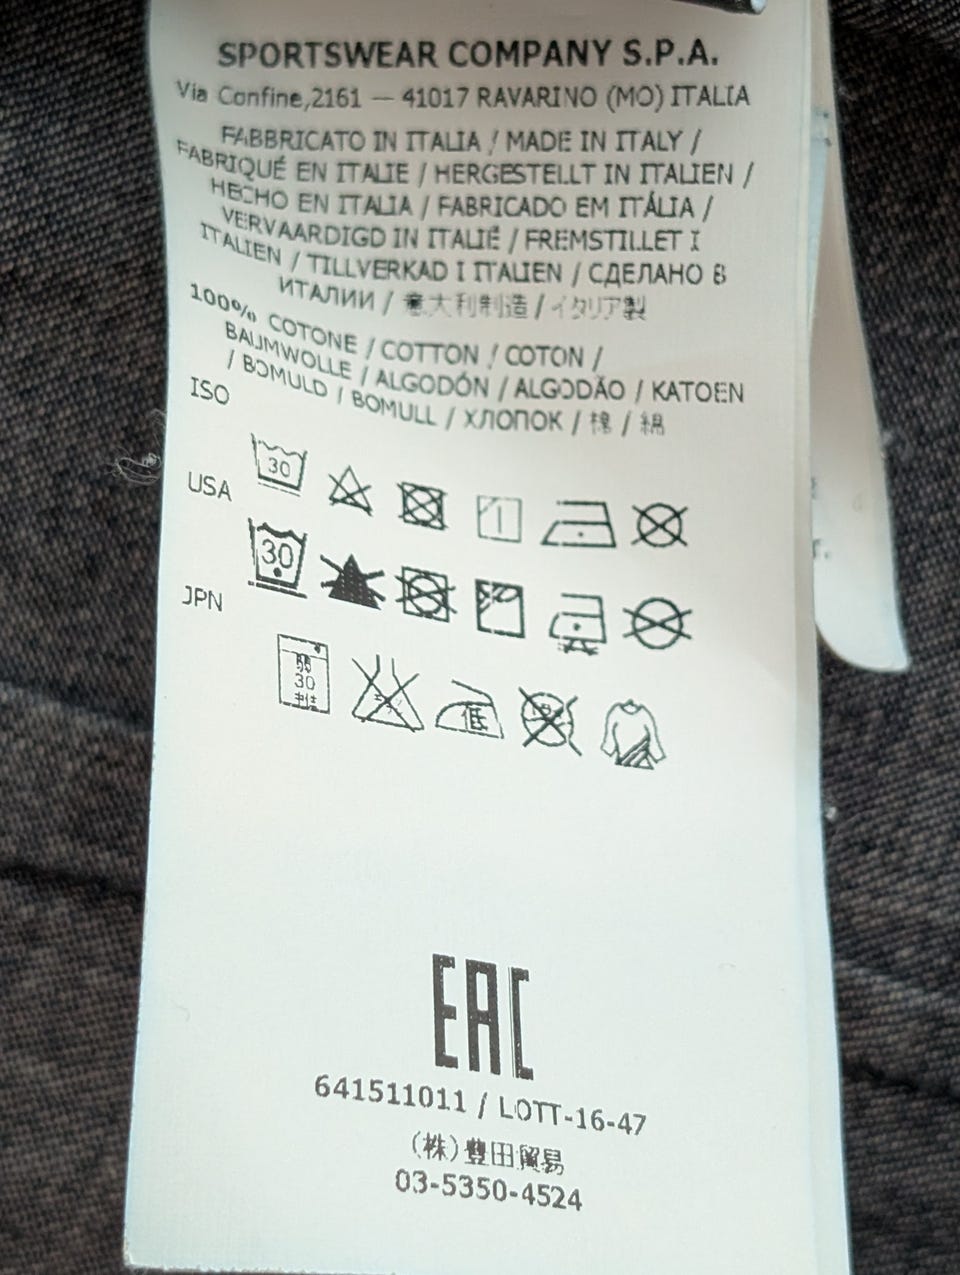 SPORTSWEAR COMPANY S.P.A.
Via Confine,2161 — 41017 RAVARINO (MO) ITALIA
FABBRICATO IN ITALIA / MADE IN ITALY /
FABRIQUÉ EN ITALIE / HERGESTELLT IN ITALIEN /
HECHO EN ITALIA / FABRICADO EM ITÁLIA /
VERVAARDIGD IN ITALIË / FREMSTILLET I
ITALIEN / TILLVERKAD I ITALIEN / СДЕЛАНО В
ИТАЛИИ / 意大利制造 / イタリア製
100% COTONE / COTTON / COTON /
BAUMWOLLE / ALGODÓN / ALGODÃO / KATOEN
/ BOMULD / BOMULL / ХЛОПОК / 棉 / 綿
ISO
30
USA
30
JPN
弱
30
中性
低
EAC
641511011 / LOTT-16-47
(株)豊田貿易
03-5350-4524